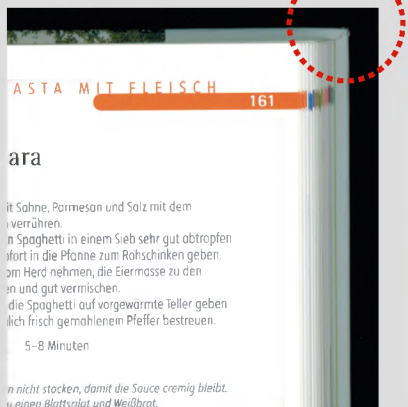 ASTA MIT FLEISCH
161
ara
it Sahne, Parmesan und Salz mit dem
verrühren.
n Spaghetti in einem Sieb sehr gut abtropfen
ofort in die Pfanne zum Rohschinken geben.
om Herd nehmen, die Eiermasse zu den
en und gut vermischen.
die Spaghetti auf vorgewärmte Teller geben
lich frisch gemahlenem Pfeffer bestreuen.
5–8 Minuten
n nicht stocken, damit die Sauce cremig bleibt.
u einen Blattsalat und Weißbrot.